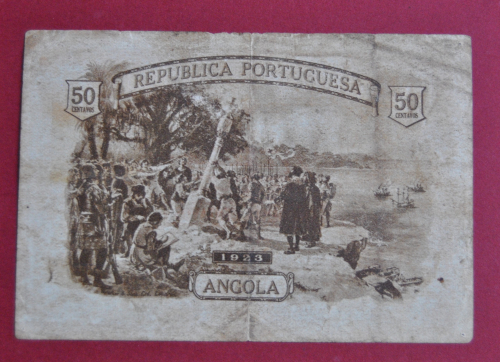 REPUBLICA PORTUGUESA
50
CENTAVOS
50
CENTAVOS
1923
ANGOLA